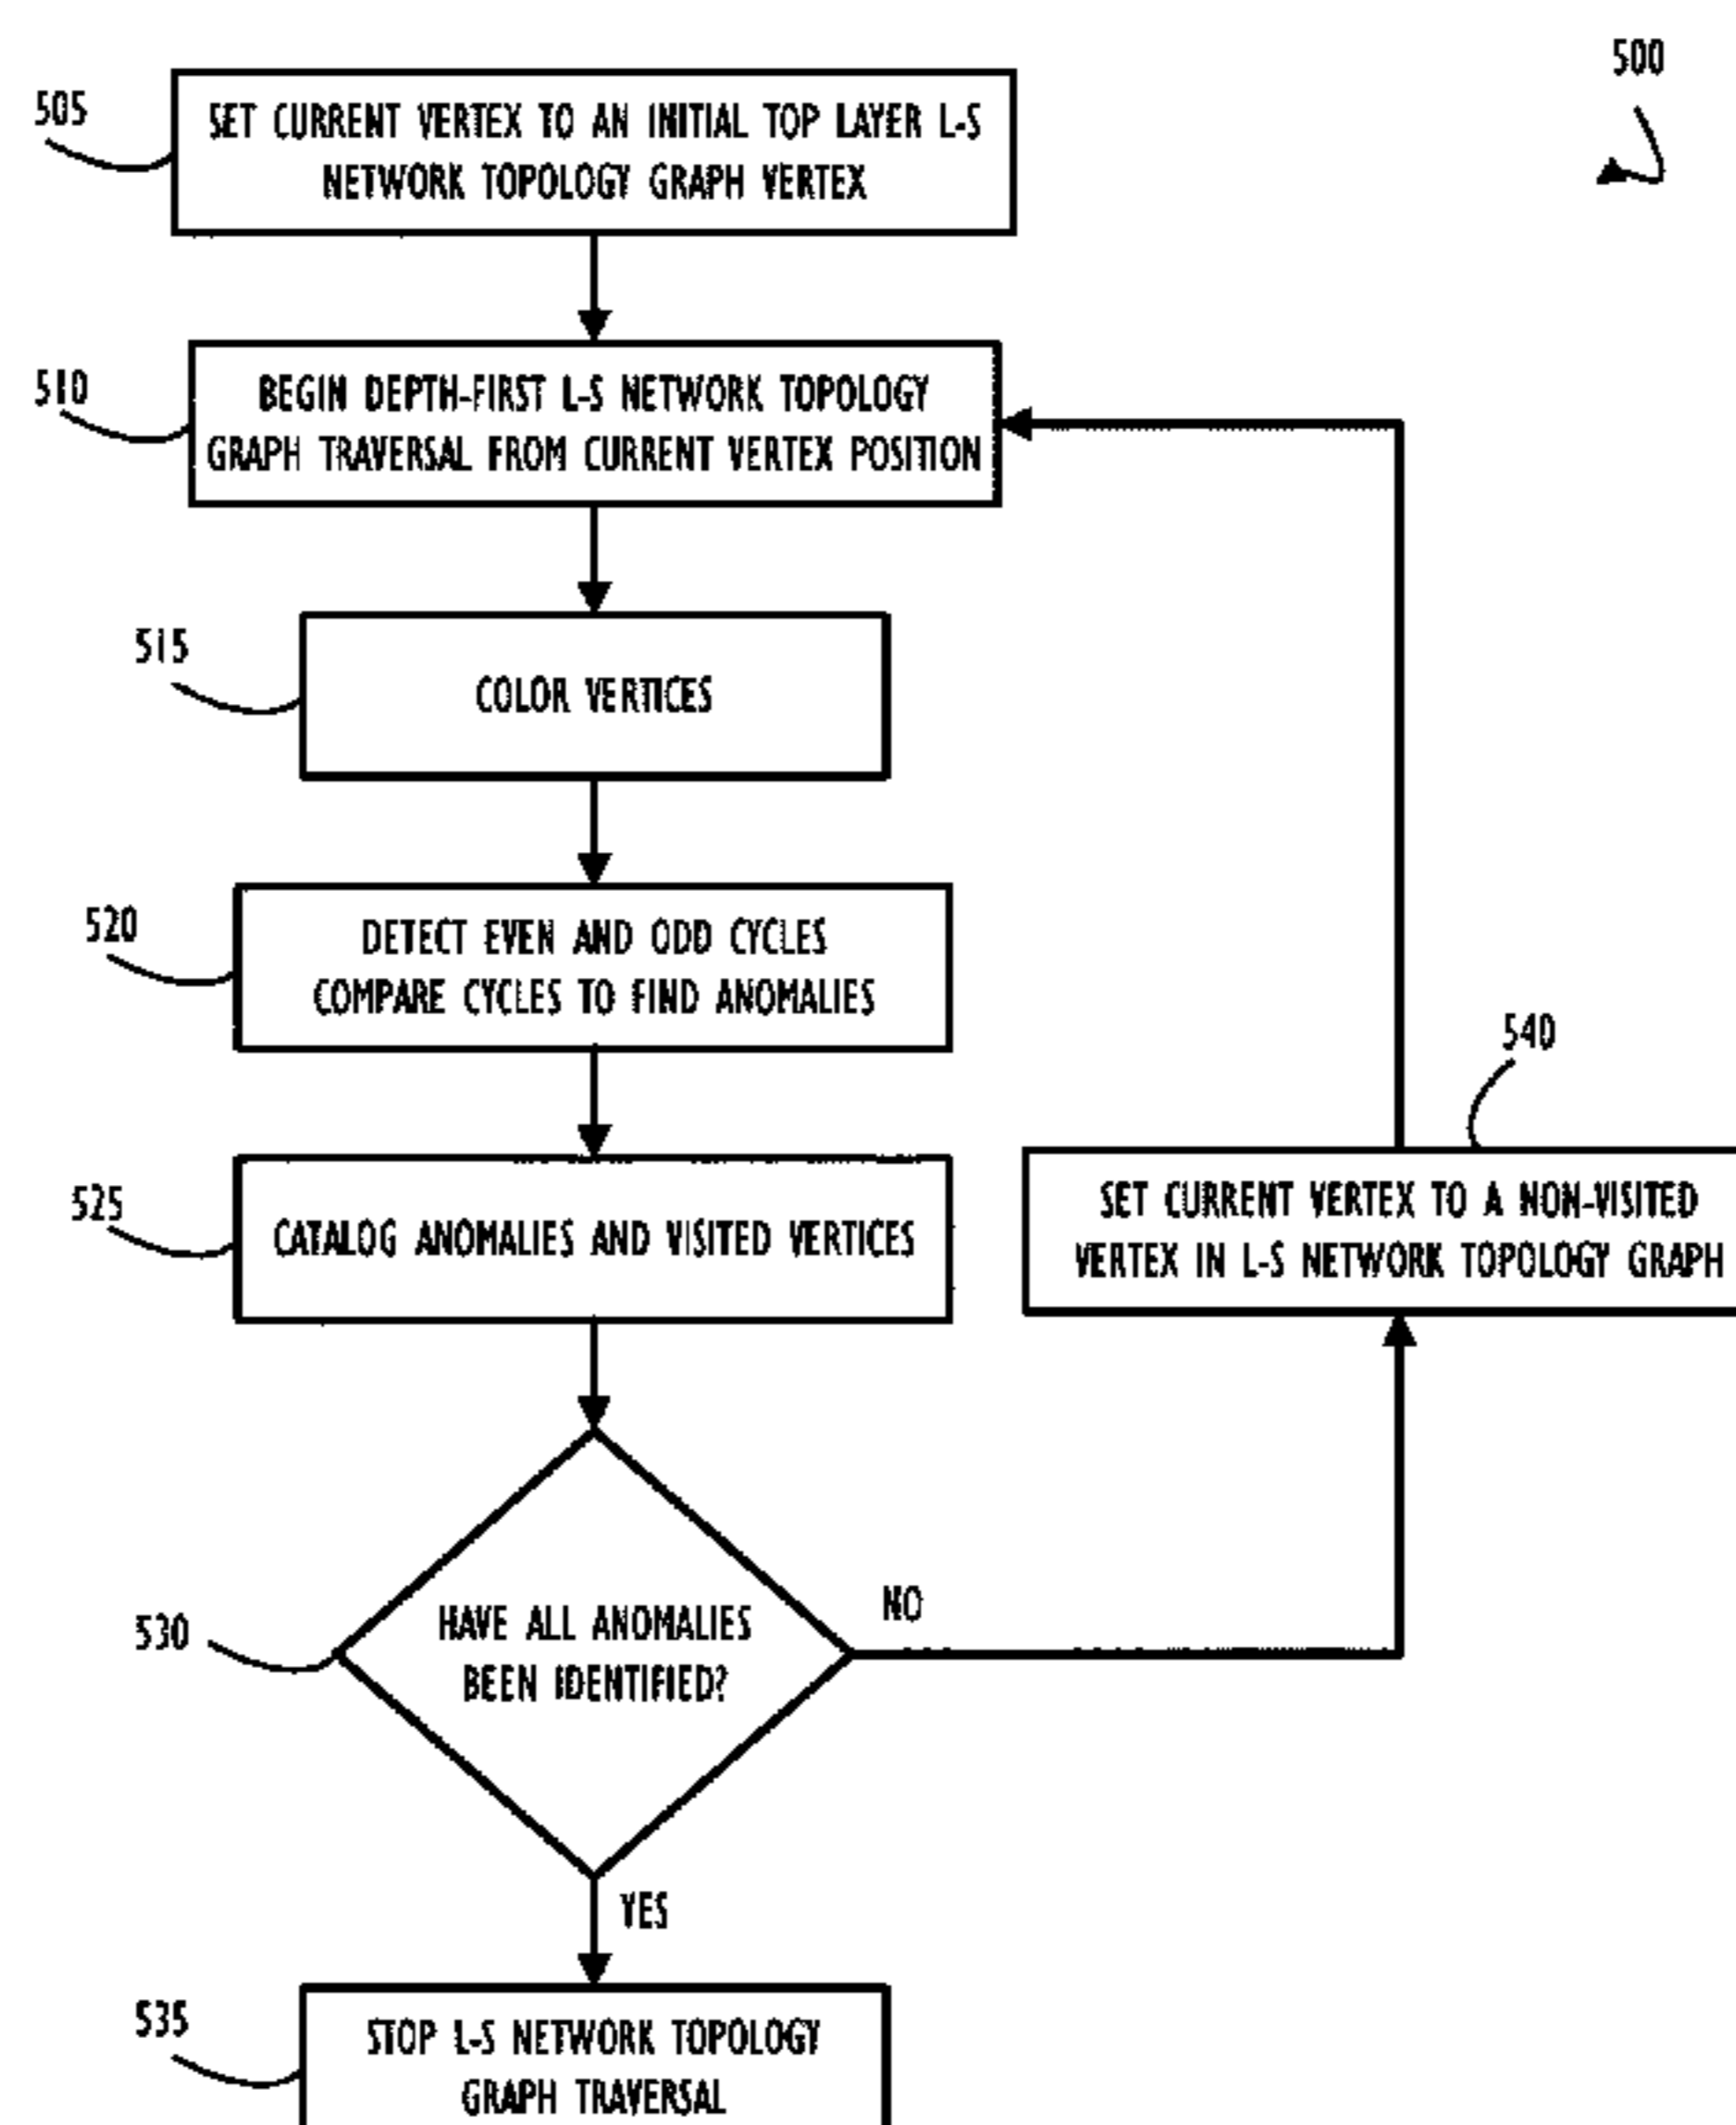 500
505
SET CURRENT VERTEX TO AN INITIAL TOP LAYER L-S
NETWORK TOPOLOGY GRAPH VERTEX
510
BEGIN DEPTH-FIRST L-S NETWORK TOPOLOGY
GRAPH TRAVERSAL FROM CURRENT VERTEX POSITION
515
COLOR VERTICES
520
DETECT EVEN AND ODD CYCLES
COMPARE CYCLES TO FIND ANOMALIES
525
CATALOG ANOMALIES AND VISITED VERTICES
540
SET CURRENT VERTEX TO A NON-VISITED
VERTEX IN L-S NETWORK TOPOLOGY GRAPH
530
HAVE ALL ANOMALIES
BEEN IDENTIFIED?
NO
YES
535
STOP L-S NETWORK TOPOLOGY
GRAPH TRAVERSAL